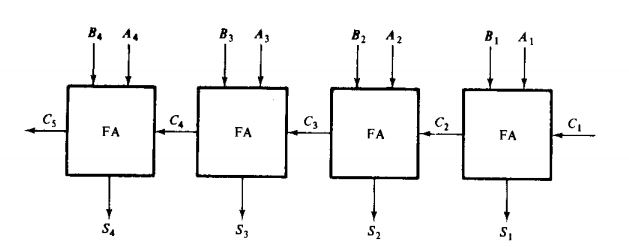 B4 A4 B3 A3 B2 A2 B1 A1
C5 FA C4 FA C3 FA C2 FA C1
S4 S3 S2 S1